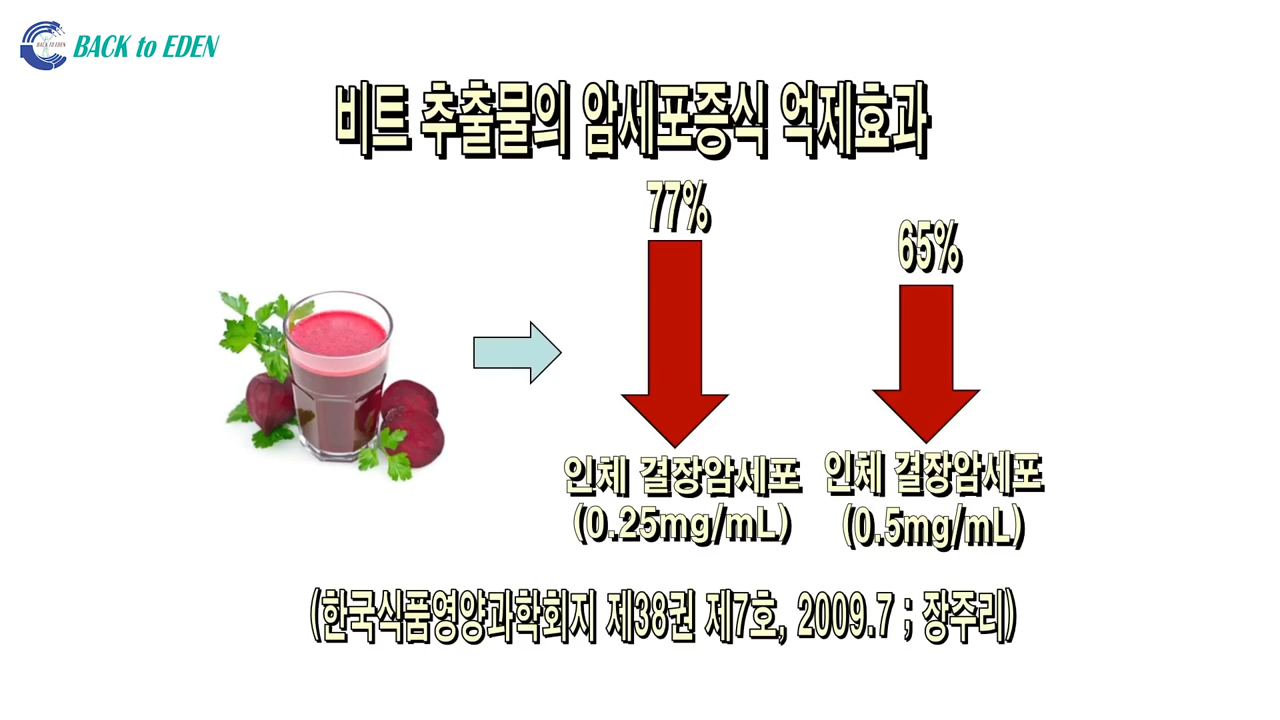 BACK to EDEN
BACK TO EDEN
비트 추출물의 암세포증식 억제효과
77%
65%
인체 결장암세포
(0.25mg/mL)
인체 결장암세포
(0.5mg/mL)
(한국식품영양과학회지 제38권 제7호, 2009.7 ; 장주리)